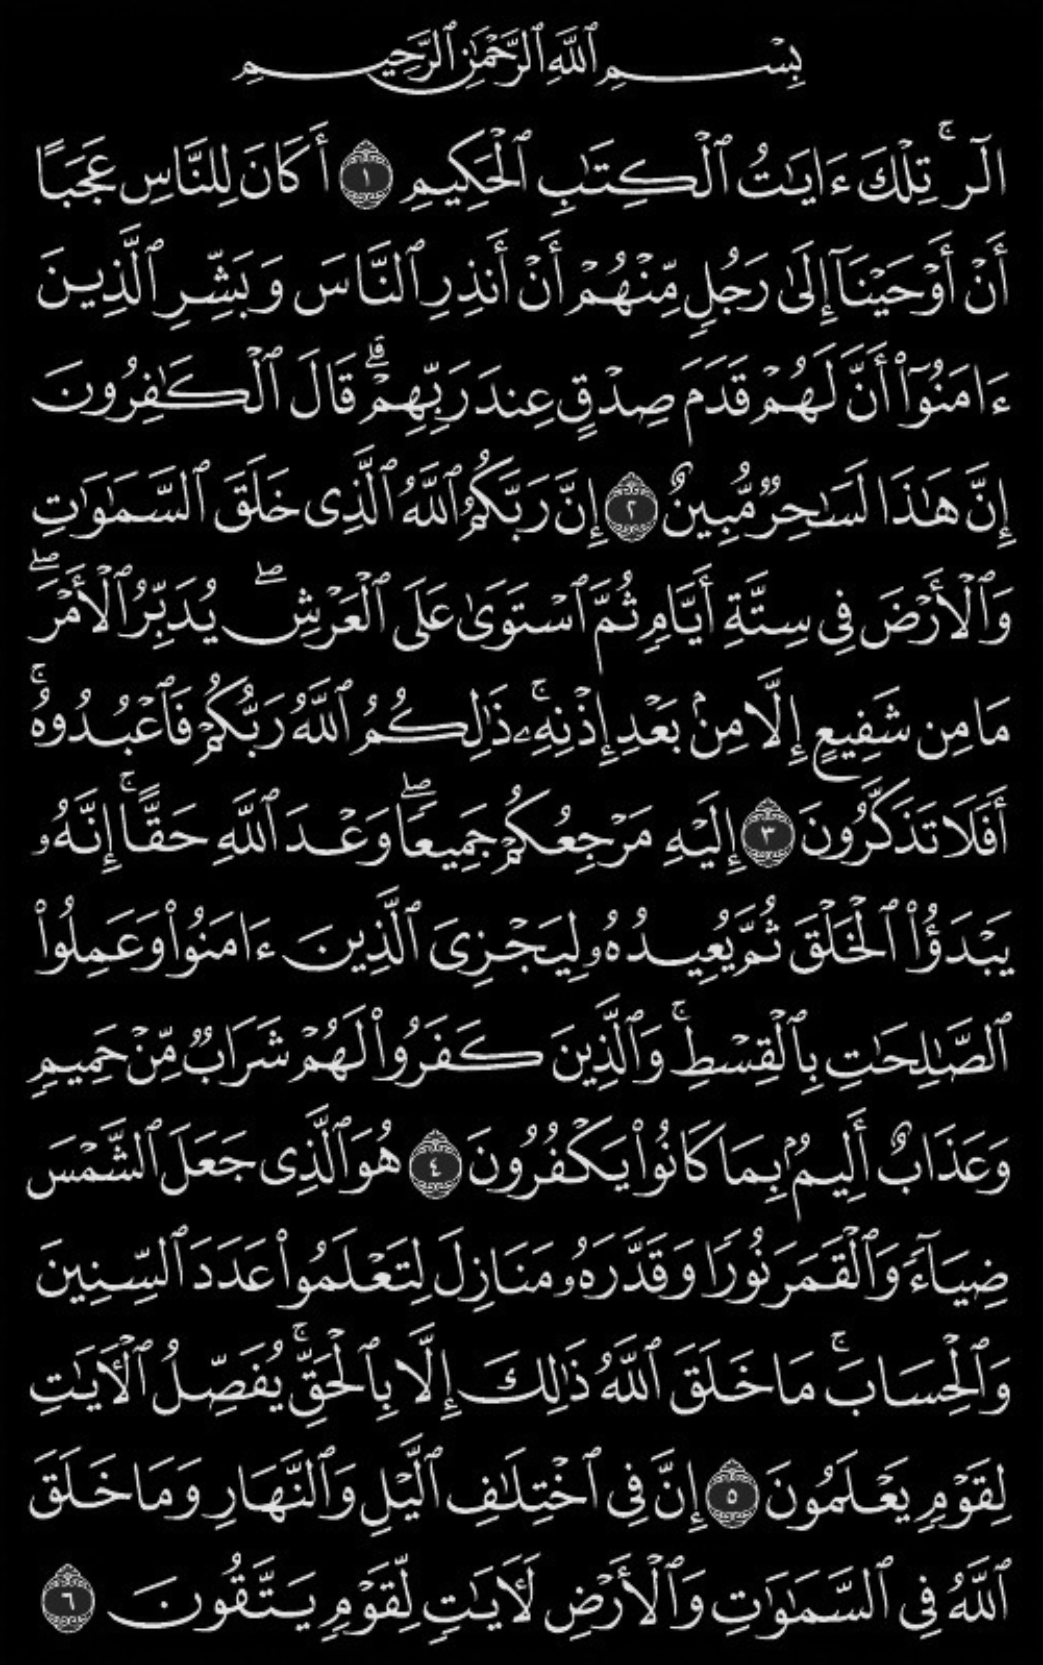 بِسْمِ ٱللَّهِ ٱلرَّحْمَٰنِ ٱلرَّحِيمِ
الٓرۚ تِلْكَ ءَايَٰتُ ٱلْكِتَٰبِ ٱلْحَكِيمِ ١ أَكَانَ لِلنَّاسِ عَجَبًا
أَنْ أَوْحَيْنَآ إِلَىٰ رَجُلٍ مِّنْهُمْ أَنْ أَنذِرِ ٱلنَّاسَ وَبَشِّرِ ٱلَّذِينَ
ءَامَنُوٓا۟ أَنَّ لَهُمْ قَدَمَ صِدْقٍ عِندَ رَبِّهِمْۗ قَالَ ٱلْكَٰفِرُونَ
إِنَّ هَٰذَا لَسَٰحِرٌ مُّبِينٌ ٢ إِنَّ رَبَّكُمُ ٱللَّهُ ٱلَّذِى خَلَقَ ٱلسَّمَٰوَٰتِ
وَٱلْأَرْضَ فِى سِتَّةِ أَيَّامٍ ثُمَّ ٱسْتَوَىٰ عَلَى ٱلْعَرْشِۖ يُدَبِّرُ ٱلْأَمْرَۖ
مَا مِن شَفِيعٍ إِلَّا مِنۢ بَعْدِ إِذْنِهِۦۚ ذَٰلِكُمُ ٱللَّهُ رَبُّكُمْ فَٱعْبُدُوهُۚ
أَفَلَا تَذَكَّرُونَ ٣ إِلَيْهِ مَرْجِعُكُمْ جَمِيعًاۖ وَعْدَ ٱللَّهِ حَقًّاۚ إِنَّهُۥ
يَبْدَؤُا۟ ٱلْخَلْقَ ثُمَّ يُعِيدُهُۥ لِيَجْزِىَ ٱلَّذِينَ ءَامَنُوا۟ وَعَمِلُوا۟
ٱلصَّٰلِحَٰتِ بِٱلْقِسْطِۚ وَٱلَّذِينَ كَفَرُوا۟ لَهُمْ شَرَابٌ مِّنْ حَمِيمٍ
وَعَذَابٌ أَلِيمٌۢ بِمَا كَانُوا۟ يَكْفُرُونَ ٤ هُوَ ٱلَّذِى جَعَلَ ٱلشَّمْسَ
ضِيَآءً وَٱلْقَمَرَ نُورًا وَقَدَّرَهُۥ مَنَازِلَ لِتَعْلَمُوا۟ عَدَدَ ٱلسِّنِينَ
وَٱلْحِسَابَۚ مَا خَلَقَ ٱللَّهُ ذَٰلِكَ إِلَّا بِٱلْحَقِّۚ يُفَصِّلُ ٱلْءَايَٰتِ
لِقَوْمٍ يَعْلَمُونَ ٥ إِنَّ فِى ٱخْتِلَٰفِ ٱلَّيْلِ وَٱلنَّهَارِ وَمَا خَلَقَ
ٱللَّهُ فِى ٱلسَّمَٰوَٰتِ وَٱلْأَرْضِ لَءَايَٰتٍ لِّقَوْمٍ يَتَّقُونَ ٦